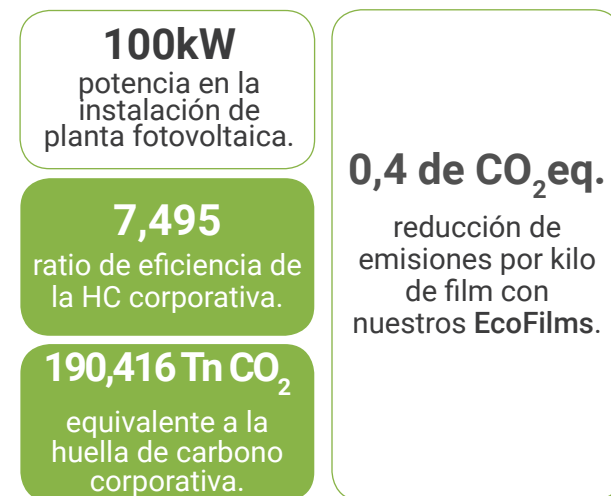 100kW
potencia en la
instalación de
planta fotovoltaica.
7,495
ratio de eficiencia de
la HC corporativa.
190,416 Tn CO₂
equivalente a la
huella de carbono
corporativa.
0,4 de CO₂eq.
reducción de
emisiones por kilo
de film con
nuestros EcoFilms.